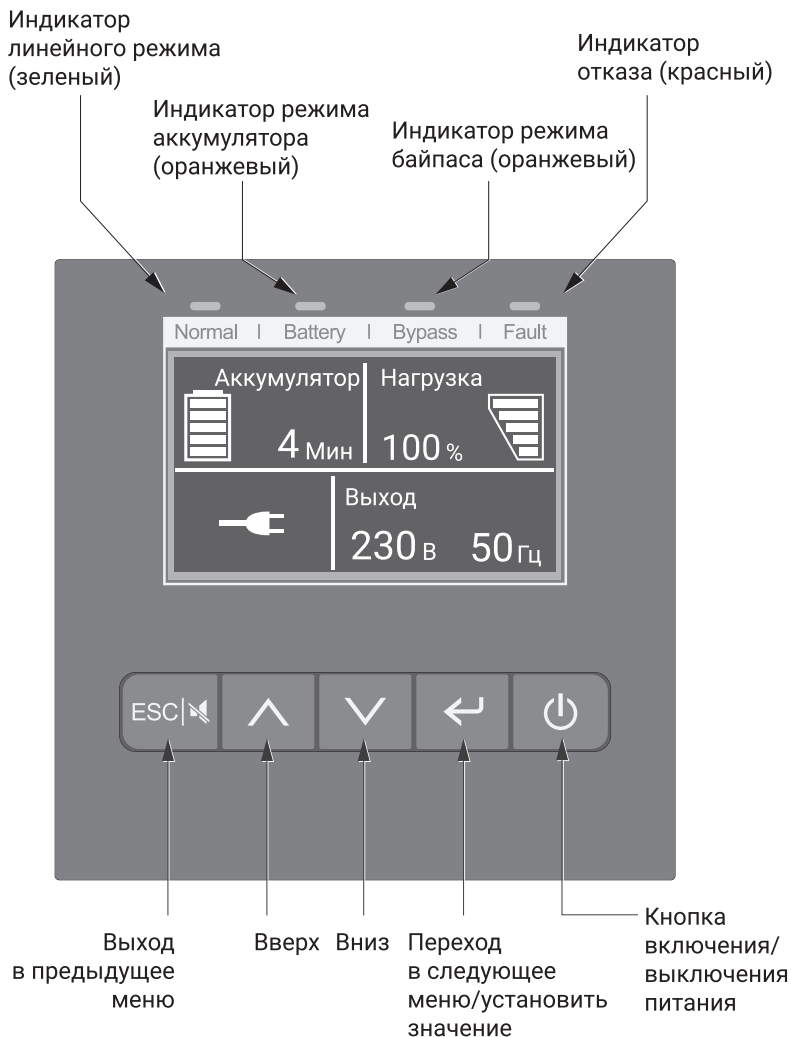 Индикатор
линейного режима
(зеленый)
Индикатор режима
аккумулятора
(оранжевый)
Индикатор режима
байпаса (оранжевый)
Индикатор
отказа (красный)
Normal | Battery | Bypass | Fault
Аккумулятор
4 Мин
Нагрузка
100 %
Выход
230 В 50 Гц
ESC|
Выход
в предыдущее
меню
Вверх
Вниз
Переход
в следующее
меню/установить
значение
Кнопка
включения/
выключения
питания